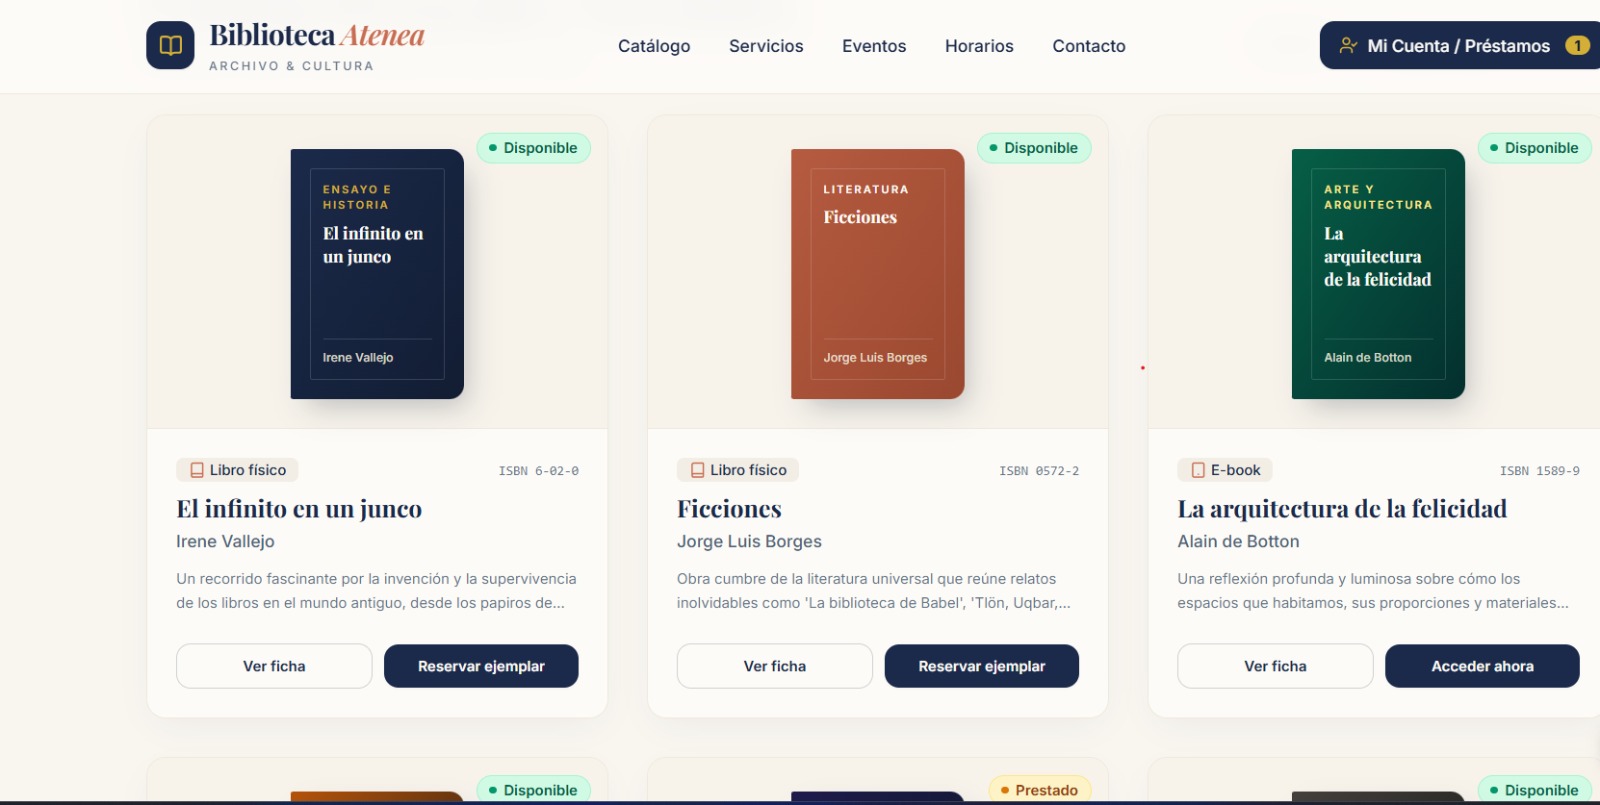 Biblioteca Atenea
ARCHIVO & CULTURA
Catálogo
Servicios
Eventos
Horarios
Contacto
Mi Cuenta / Préstamos 1
Disponible
ENSAYO E
HISTORIA
El infinito en
un junco
Irene Vallejo
Libro físico
ISBN 6-02-0
El infinito en un junco
Irene Vallejo
Un recorrido fascinante por la invención y la supervivencia
de los libros en el mundo antiguo, desde los papiros de...
Ver ficha
Reservar ejemplar
Disponible
LITERATURA
Ficciones
Jorge Luis Borges
Libro físico
ISBN 0572-2
Ficciones
Jorge Luis Borges
Obra cumbre de la literatura universal que reúne relatos
inolvidables como 'La biblioteca de Babel', 'Tlön, Uqbar,...
Ver ficha
Reservar ejemplar
Disponible
ARTE Y
ARQUITECTURA
La
arquitectura
de la felicidad
Alain de Botton
E-book
ISBN 1589-9
La arquitectura de la felicidad
Alain de Botton
Una reflexión profunda y luminosa sobre cómo los
espacios que habitamos, sus proporciones y materiales...
Ver ficha
Acceder ahora
Disponible
Prestado
Disponible